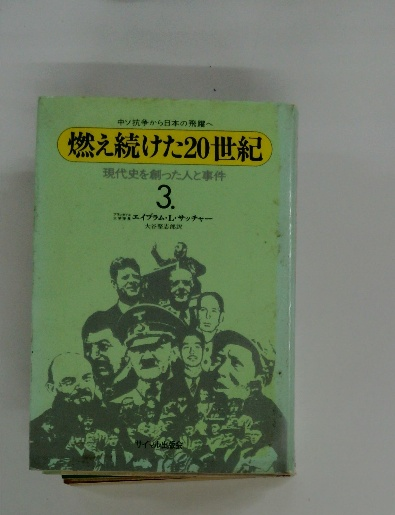 中ソ抗争から日本の飛躍へ
燃え続けた20世紀
現代史を創った人と事件
3.
エイブラム・L・サッチャー
サイマル出版会